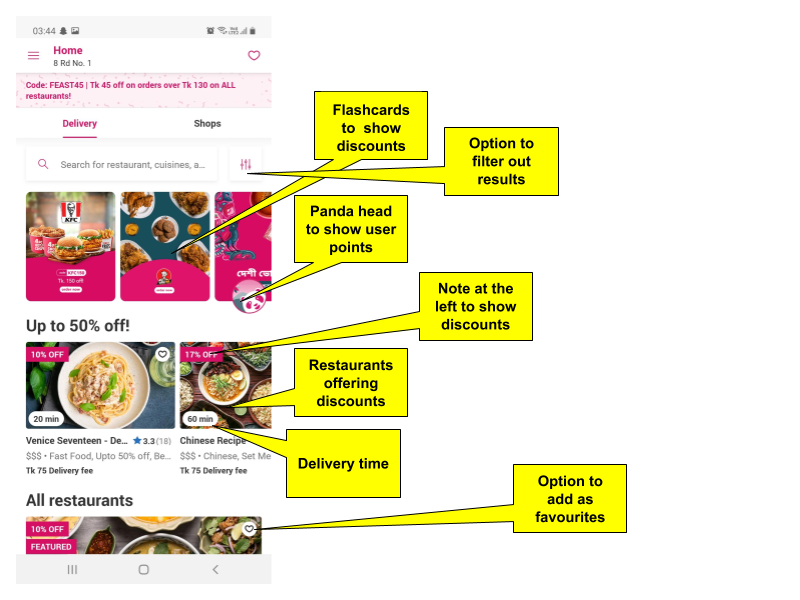 03:44
Home
8 Rd No. 1
Code: FEAST45 | Tk 45 off on orders over Tk 130 on ALL
restaurants!
Delivery
Shops
Search for restaurant, cuisines, a...
Flashcards
to show
discounts
Option to
filter out
results
KFC
KFC150
Tk. 150 off
দেশী ভো
Panda head
to show user
points
Note at the
left to show
discounts
Up to 50% off!
10% OFF
17% OFF
20 min
60 min
Restaurants
offering
discounts
Venice Seventeen - De... 3.3 (18)
Chinese Recipe
$$$ • Fast Food, Upto 50% off, Be...
$$$ • Chinese, Set Me
Tk 75 Delivery fee
Tk 75 Delivery fee
Delivery time
All restaurants
10% OFF
FEATURED
Option to
add as
favourites